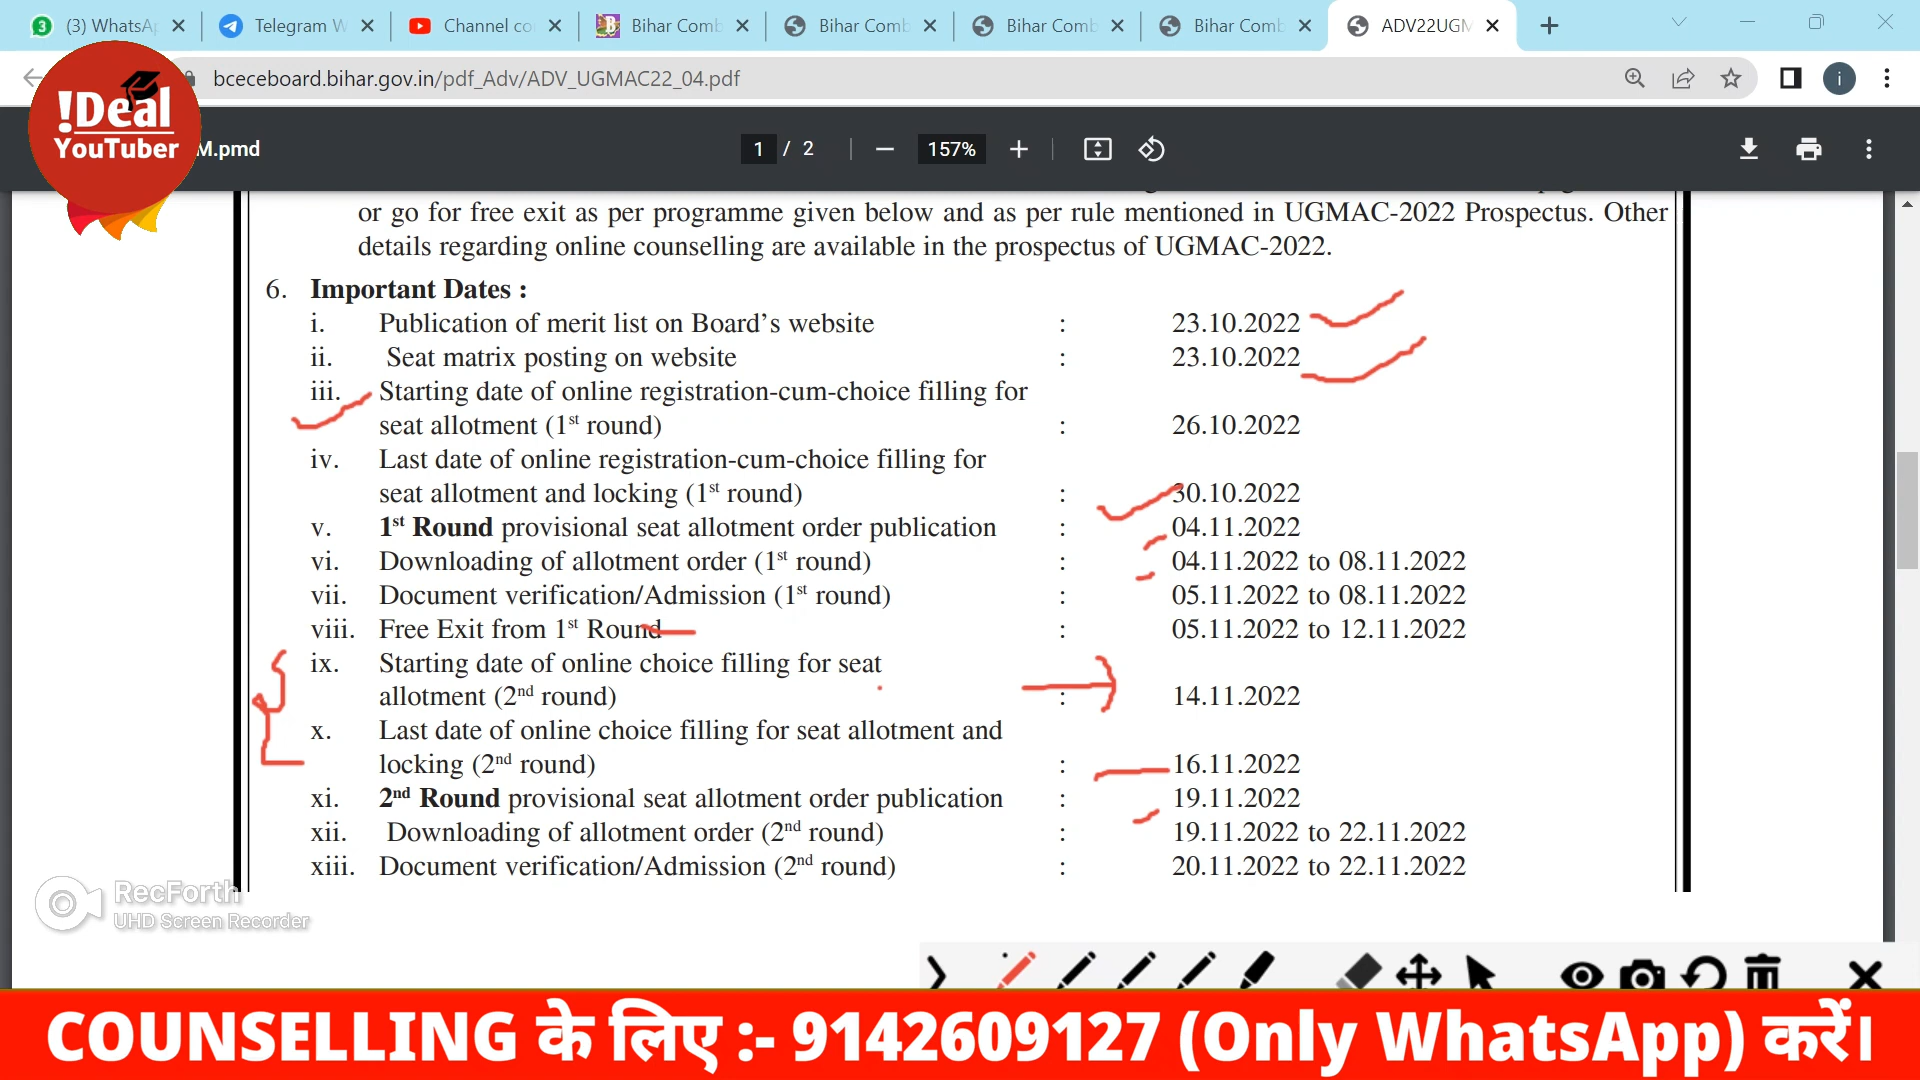 (3) WhatsA
Telegram W
Channel co
Bihar Comb
Bihar Comb
Bihar Comb
Bihar Comb
ADV22UGM
bceceboard.bihar.gov.in/pdf_Adv/ADV_UGMAC22_04.pdf
i
!Deal
YouTuber
M.pmd
1 / 2
157%
or go for free exit as per programme given below and as per rule mentioned in UGMAC-2022 Prospectus. Other
details regarding online counselling are available in the prospectus of UGMAC-2022.
6. Important Dates :
i. Publication of merit list on Board's website : 23.10.2022
ii. Seat matrix posting on website : 23.10.2022
iii. Starting date of online registration-cum-choice filling for
seat allotment (1st round) : 26.10.2022
iv. Last date of online registration-cum-choice filling for
seat allotment and locking (1st round) : 30.10.2022
v. 1st Round provisional seat allotment order publication : 04.11.2022
vi. Downloading of allotment order (1st round) : 04.11.2022 to 08.11.2022
vii. Document verification/Admission (1st round) : 05.11.2022 to 08.11.2022
viii. Free Exit from 1st Round : 05.11.2022 to 12.11.2022
ix. Starting date of online choice filling for seat
allotment (2nd round) : 14.11.2022
x. Last date of online choice filling for seat allotment and
locking (2nd round) : 16.11.2022
xi. 2nd Round provisional seat allotment order publication : 19.11.2022
xii. Downloading of allotment order (2nd round) : 19.11.2022 to 22.11.2022
xiii. Document verification/Admission (2nd round) : 20.11.2022 to 22.11.2022
RecForth
UHD Screen Recorder
COUNSELLING के लिए :- 9142609127 (Only WhatsApp) करें।